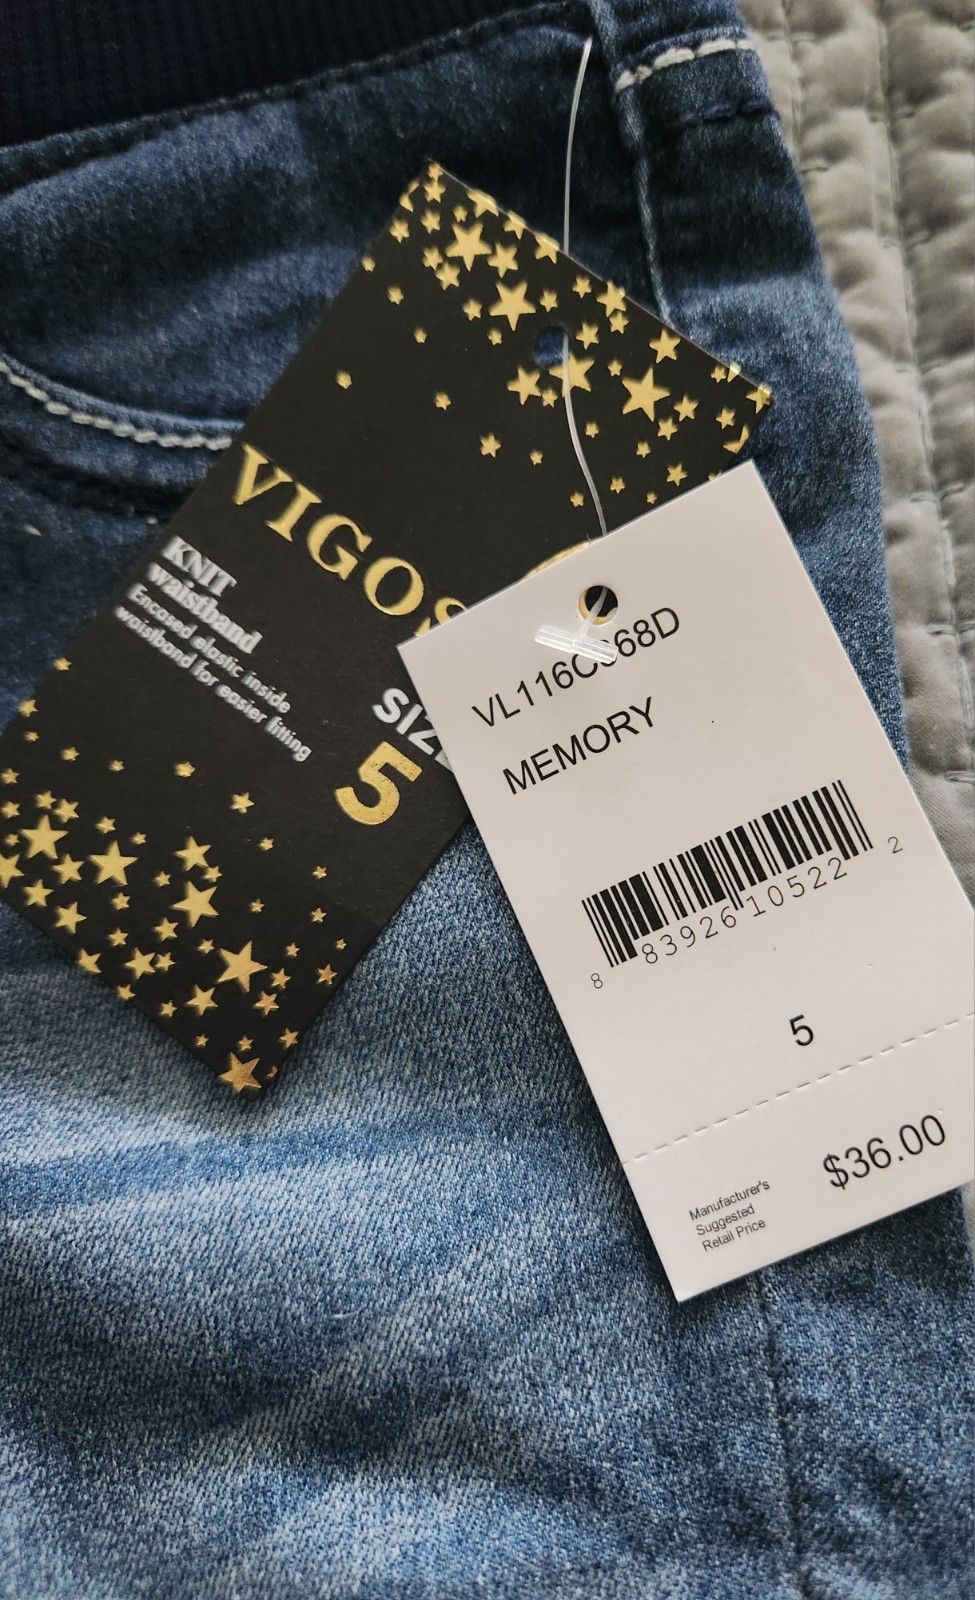 VIGOS
KNIT
waistband
Encased elastic inside
waistband for easier fitting
5
MEMORY
8 83926 10522 2
5
$36.00
Manufacturer's
Suggested
Retail Price